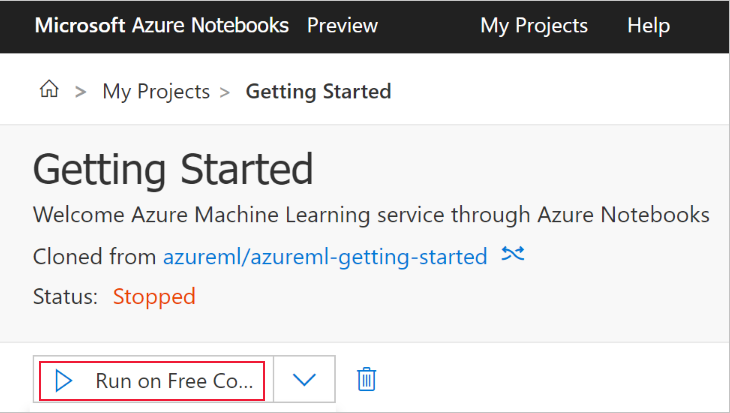 Microsoft Azure Notebooks Preview My Projects Help
> My Projects > Getting Started
Getting Started
Welcome Azure Machine Learning service through Azure Notebooks
Cloned from azureml/azureml-getting-started
Status: Stopped
Run on Free Co...